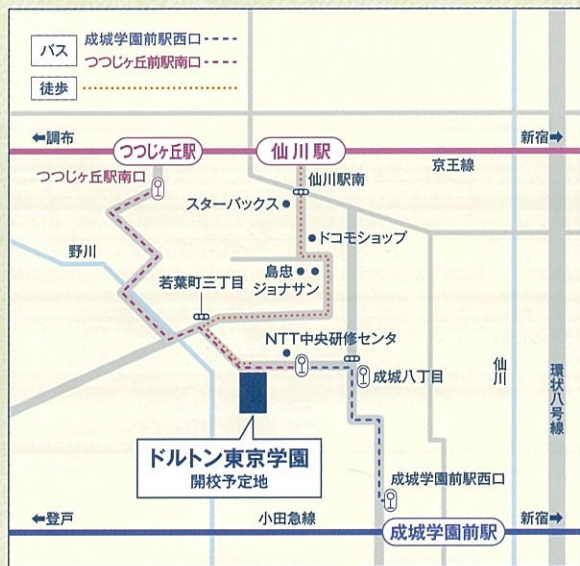 バス
成城学園前駅西口
つつじヶ丘駅南口
徒歩
←調布
新宿→
つつじヶ丘駅
仙川駅
京王線
つつじヶ丘駅南口
仙川駅南
スターバックス
ドコモショップ
野川
島忠
ジョナサン
若葉町三丁目
NTT中央研修センタ
成城八丁目
仙川
環状八号線
ドルトン東京学園
開校予定地
成城学園前駅西口
←登戸
小田急線
成城学園前駅
新宿→